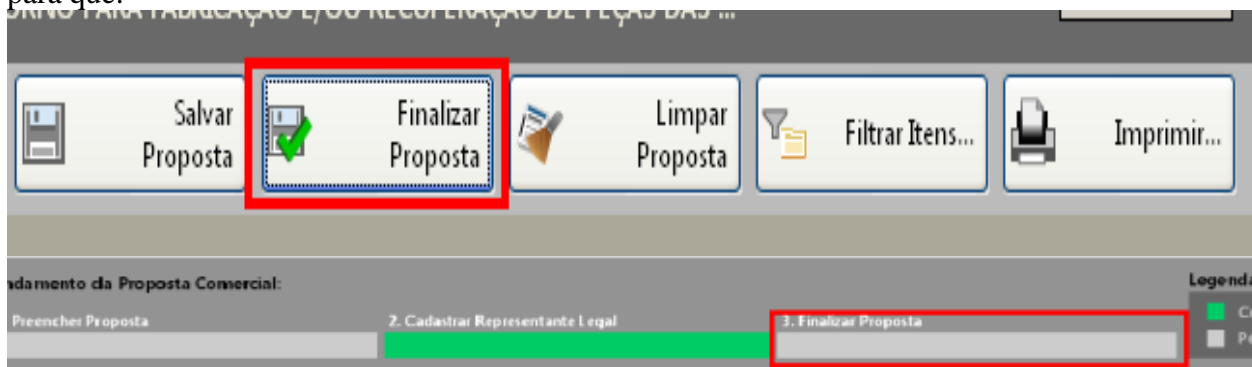 para que:
ORNO PARA FABRICAÇÃO E/OU RECUPERAÇÃO DE PEÇAS DAS ...
Salvar Proposta
Finalizar Proposta
Limpar Proposta
Filtrar Itens...
Imprimir...
ndamento da Proposta Comercial:
Legenda
Preencher Proposta
2. Cadastrar Representante Legal
3. Finalizar Proposta